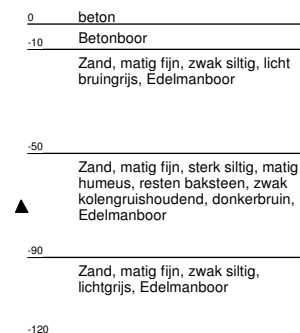 0 beton
-10 Betonboor
Zand, matig fijn, zwak siltig, licht
bruingrijs, Edelmanboor
-50
Zand, matig fijn, sterk siltig, matig
humeus, resten baksteen, zwak
kolengruishoudend, donkerbruin,
Edelmanboor
-90
Zand, matig fijn, zwak siltig,
lichtgrijs, Edelmanboor
-120